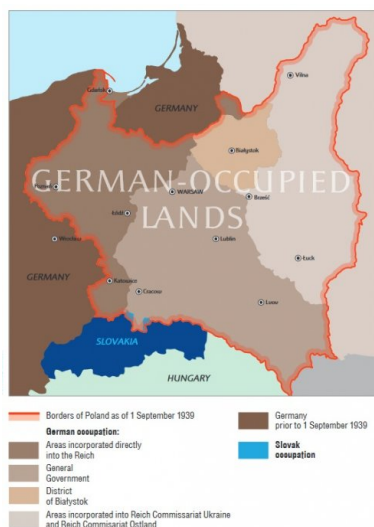 Gdańsk
Vilna
GERMANY
Białystok
GERMAN-OCCUPIED
Poznań
WARSAW
Brześć
LANDS
Łódź
Wrocław
Lublin
Łuck
GERMANY
Katowice
Cracow
Lwow
SLOVAKIA
HUNGARY
Borders of Poland as of 1 September 1939
German occupation:
Areas incorporated directly
into the Reich
General
Government
District
of Białystok
Areas incorporated into Reich Commissariat Ukraine
and Reich Commissariat Ostland
Germany
prior to 1 September 1939
Slovak
occupation